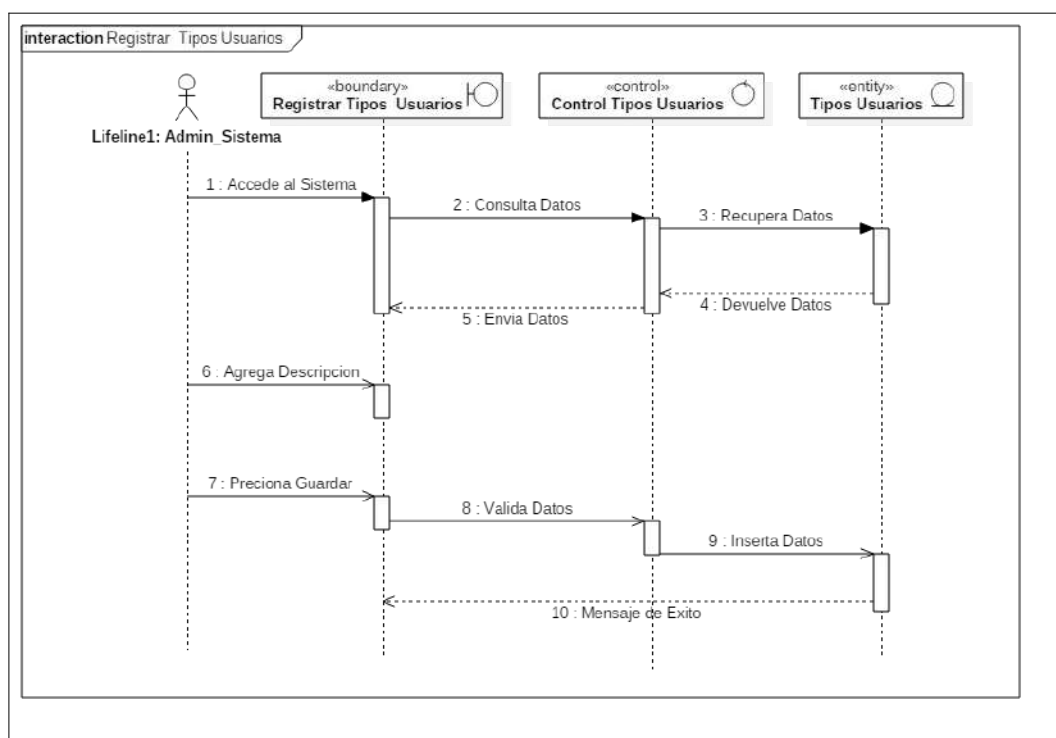 interaction Registrar Tipos Usuarios
«boundary»
Registrar Tipos Usuarios
«control»
Control Tipos Usuarios
«entity»
Tipos Usuarios
Lifeline1: Admin_Sistema
1 : Accede al Sistema
2 : Consulta Datos
3 : Recupera Datos
4 : Devuelve Datos
5 : Envia Datos
6 : Agrega Descripcion
7 : Preciona Guardar
8 : Valida Datos
9 : Inserta Datos
10 : Mensaje de Exito